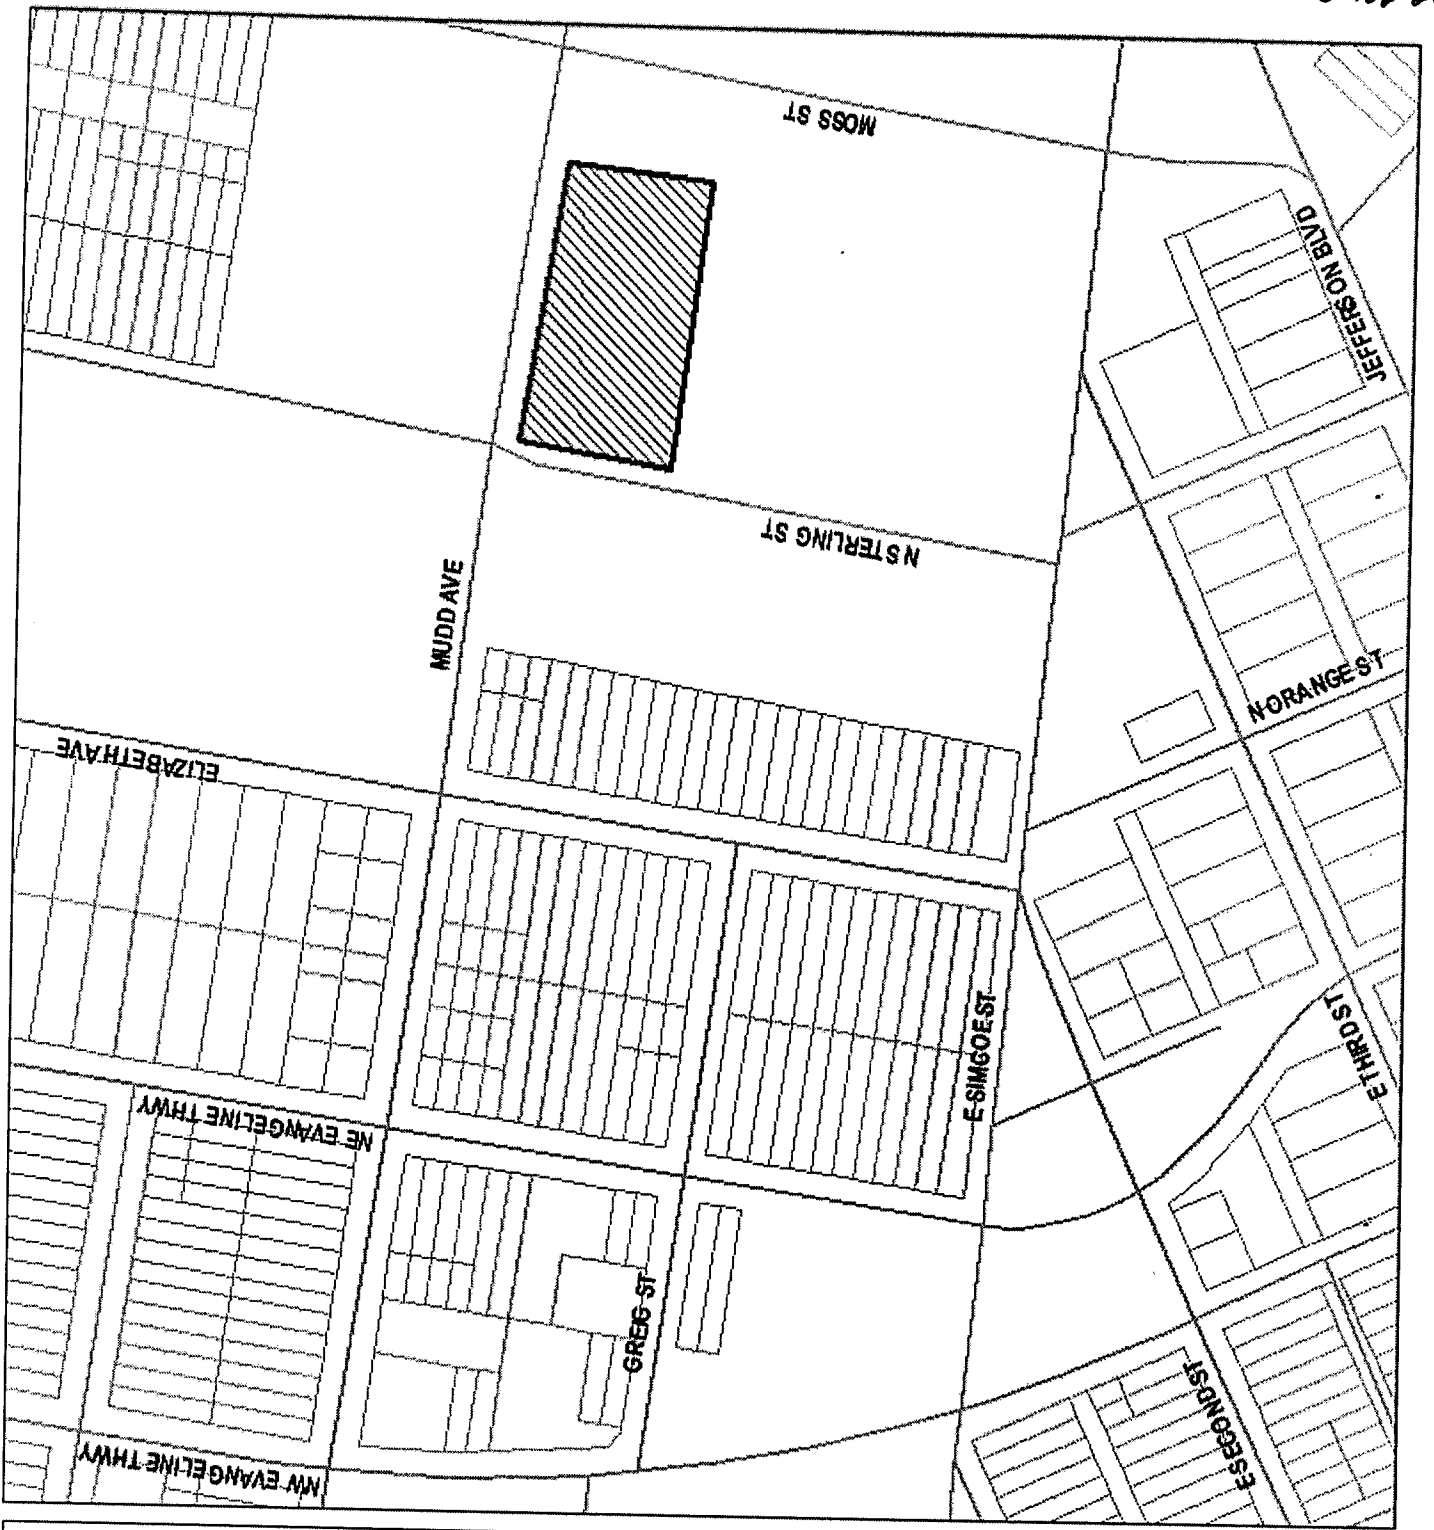 MOSS ST
JEFFERSON BLVD
N STERLING ST
MUDD AVE
N ORANGE ST
ELIZABETH AVE
E SIMCOE ST
E THIRD ST
NE EVANGELINE THWY
GREIG ST
E SECOND ST
NW EVANGELINE THWY